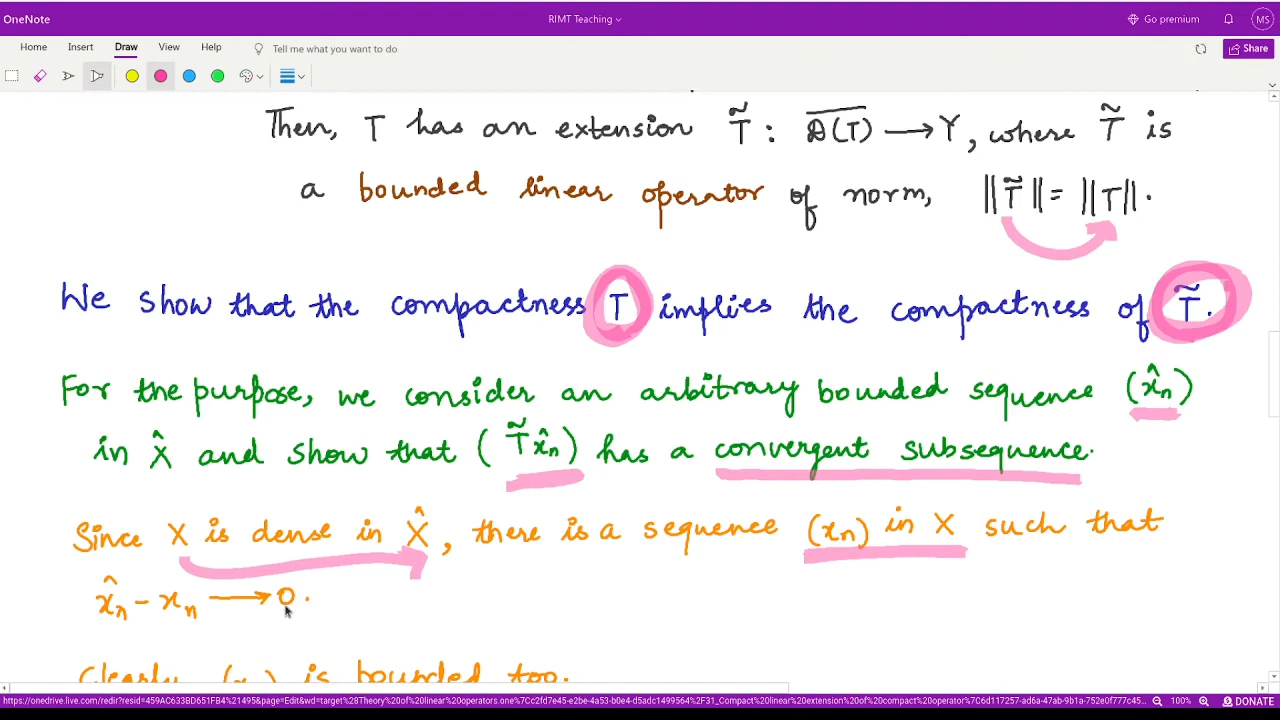 OneNote
RIMT Teaching
Go premium
MS
Home Insert Draw View Help Tell me what you want to do
Share
Then, T has an extension T̃ : \overline{D(T)} ⟶ Y, where T̃ is
a bounded linear operator of norm, ‖T̃‖ = ‖T‖.
We show that the compactness T implies the compactness of T̃.
For the purpose, we consider an arbitrary bounded sequence (x̂ₙ)
in X̂ and show that (T̃x̂ₙ) has a convergent subsequence.
Since X is dense in X̂, there is a sequence (xₙ) in X such that
x̂ₙ - xₙ ⟶ 0.
Clearly (xₙ) is bounded too.
100%
DONATE